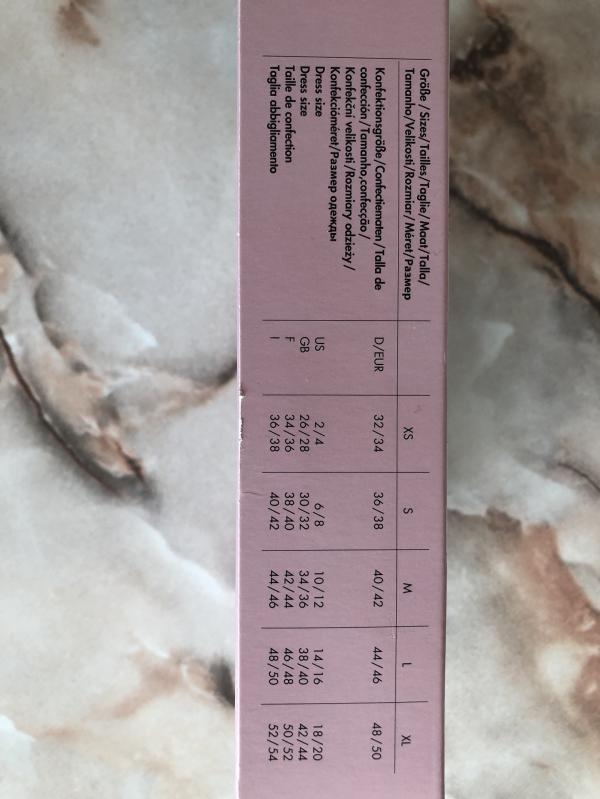 Größe / Sizes/Tailles/Taglie/Maat/Talla/
Tamanho/Velikosti/Rozmiar/Méret/Размер
XS S M L XL
Konfektionsgröße/Confectiematen/Talla de D/EUR 32/34 36/38 40/42 44/46 48/50
confección/Tamanho,confecção/
Konfekční velikosti/Rozmiary odzieży/
Konfekcióméret/Размер одежды
Dress size US 2/4 6/8 10/12 14/16 18/20
Dress size GB 26/28 30/32 34/36 38/40 42/44
Taille de confection F 34/36 38/40 42/44 46/48 50/52
Taglia abbigliamento I 36/38 40/42 44/46 48/50 52/54